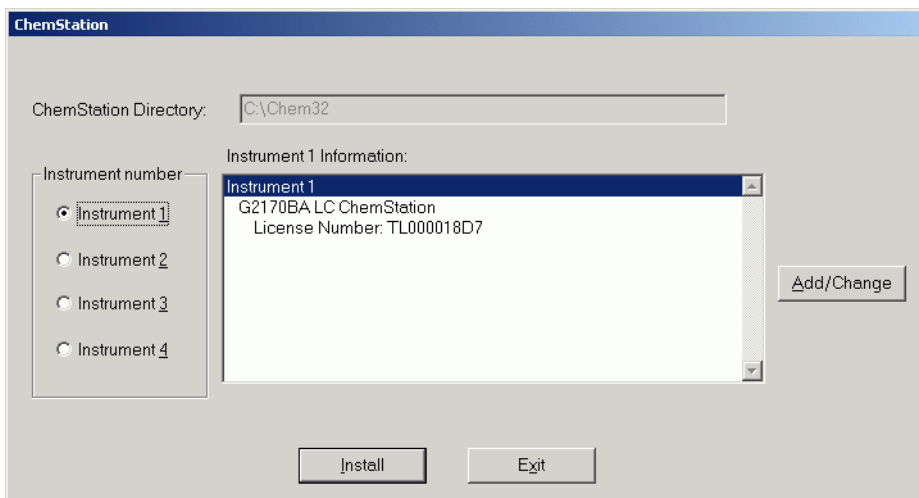 ChemStation
ChemStation Directory:
C:\Chem32
Instrument 1 Information:
Instrument number
Instrument 1
Instrument 2
Instrument 3
Instrument 4
Instrument 1
G2170BA LC ChemStation
License Number: TL000018D7
Add/Change
Install
Exit